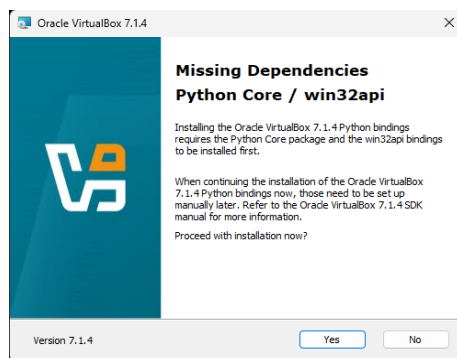 Oracle VirtualBox 7.1.4
Missing Dependencies
Python Core / win32api
Installing the Oracle VirtualBox 7.1.4 Python bindings
requires the Python Core package and the win32api bindings
to be installed first.
When continuing the installation of the Oracle VirtualBox
7.1.4 Python bindings now, those need to be set up
manually later. Refer to the Oracle VirtualBox 7.1.4 SDK
manual for more information.
Proceed with installation now?
Version 7.1.4
Yes
No